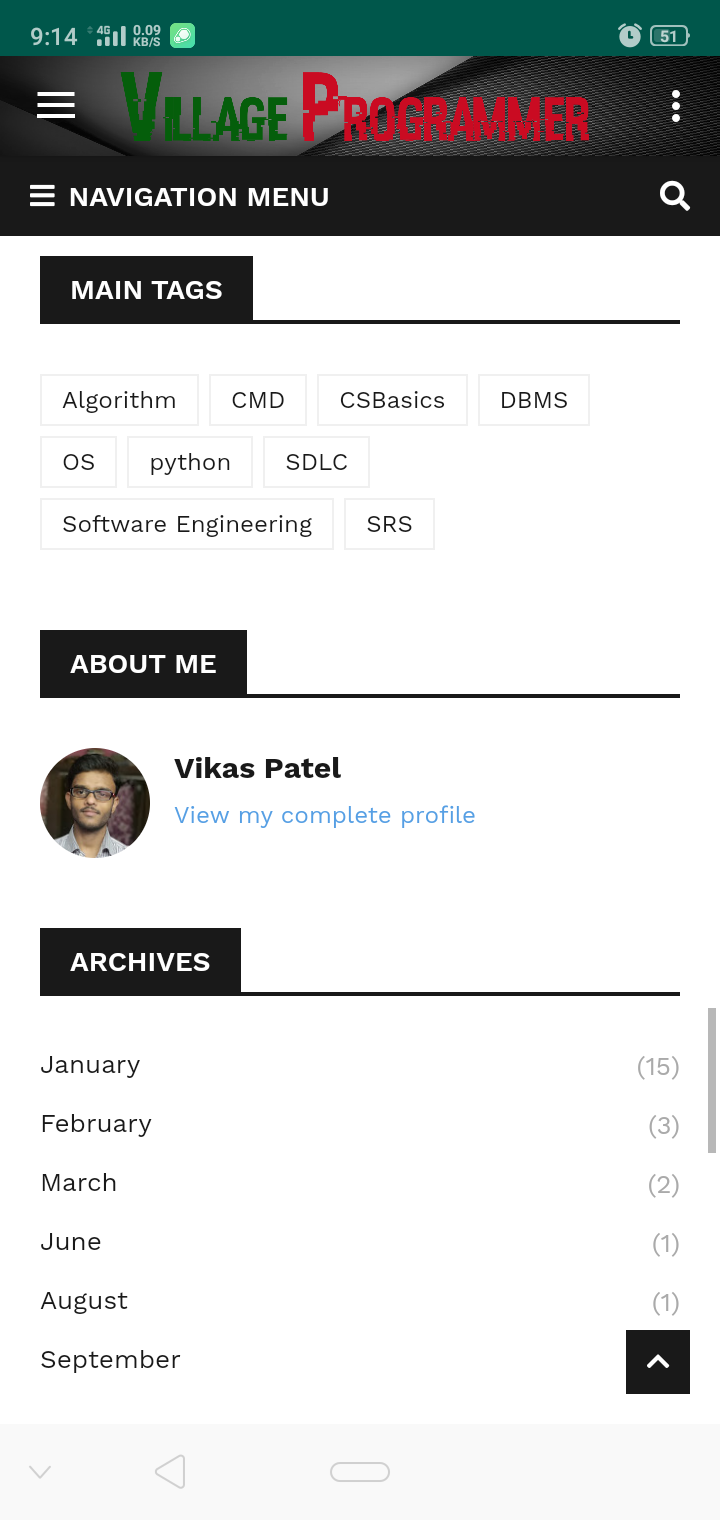 9:14 4G 0.09 KB/S 51
Village Programmer
NAVIGATION MENU
MAIN TAGS
Algorithm CMD CSBasics DBMS
OS python SDLC
Software Engineering SRS
ABOUT ME
Vikas Patel
View my complete profile
ARCHIVES
January (15)
February (3)
March (2)
June (1)
August (1)
September